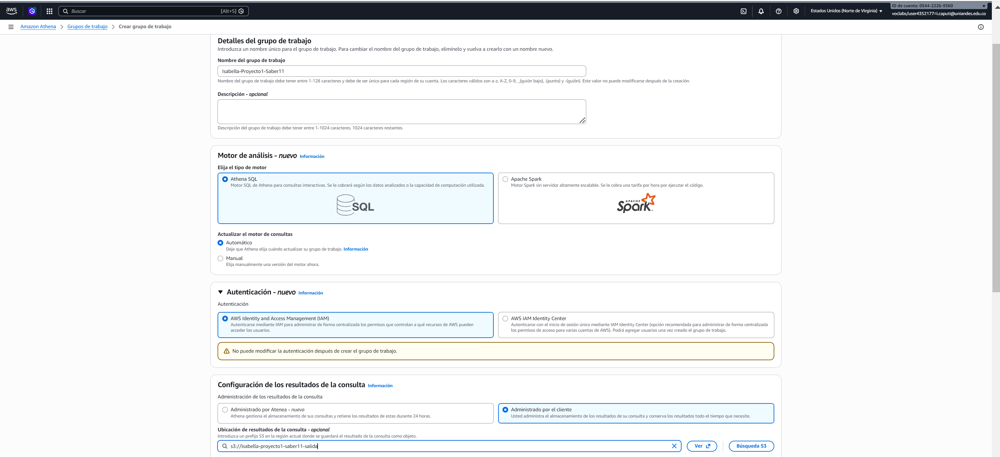 aws
Buscar
[Alt+S]
Estados Unidos (Norte de Virginia)
ID de cuenta: 0544-2226-9360
voclabs/user4352177=i.caputi@uniandes.edu.co
Amazon Athena
Grupos de trabajo
Crear grupo de trabajo
Detalles del grupo de trabajo
Introduzca un nombre único para el grupo de trabajo. Para cambiar el nombre del grupo de trabajo, elimínelo y vuelva a crearlo con un nombre nuevo.
Nombre del grupo de trabajo
Isabella-Proyecto1-Saber11
Nombre del grupo de trabajo debe tener entre 1-128 caracteres y debe de ser único para cada región de su cuenta. Los caracteres válidos son a-z, A-Z, 0-9, _(guión bajo), .(punto) y -(guión). Este valor no puede modificarse después de la creación.
Descripción - opcional
Descripción del grupo de trabajo debe tener entre 1-1024 caracteres. 1024 caracteres restantes.
Motor de análisis - nuevo Información
Elija el tipo de motor
Athena SQL
Motor SQL de Athena para consultas interactivas. Se le cobrará según los datos analizados o la capacidad de computación utilizada.
SQL
Apache Spark
Motor Spark sin servidor altamente escalable. Se le cobra una tarifa por hora por ejecutar el código.
APACHE
Spark
Actualizar el motor de consultas
Automático
Deje que Athena elija cuándo actualizar su grupo de trabajo. Información
Manual
Elija manualmente una versión del motor ahora.
Autenticación - nuevo Información
Autenticación
AWS Identity and Access Management (IAM)
Autenticarse mediante IAM para administrar de forma centralizada los permisos que controlan a qué recursos de AWS pueden
acceder los usuarios.
AWS IAM Identity Center
Autenticarse con el inicio de sesión único mediante IAM Identity Center (opción recomendada para administrar de forma centralizada
los permisos de acceso para varias cuentas de AWS). Podrá agregar usuarios una vez creado el grupo de trabajo.
No puede modificar la autenticación después de crear el grupo de trabajo.
Configuración de los resultados de la consulta Información
Administración de los resultados de la consulta
Administrado por Atenea - nuevo
Athena gestiona el almacenamiento de sus consultas y retiene los resultados de estas durante 24 horas.
Administrado por el cliente
Usted administra el almacenamiento de los resultados de su consulta y conserva los resultados todo el tiempo que necesite.
Ubicación de resultados de la consulta - opcional
Introduzca un prefijo S3 en la región actual donde se guardará el resultado de la consulta como objeto.
s3://isabella-proyecto1-saber11-salida
Ver
Búsqueda S3